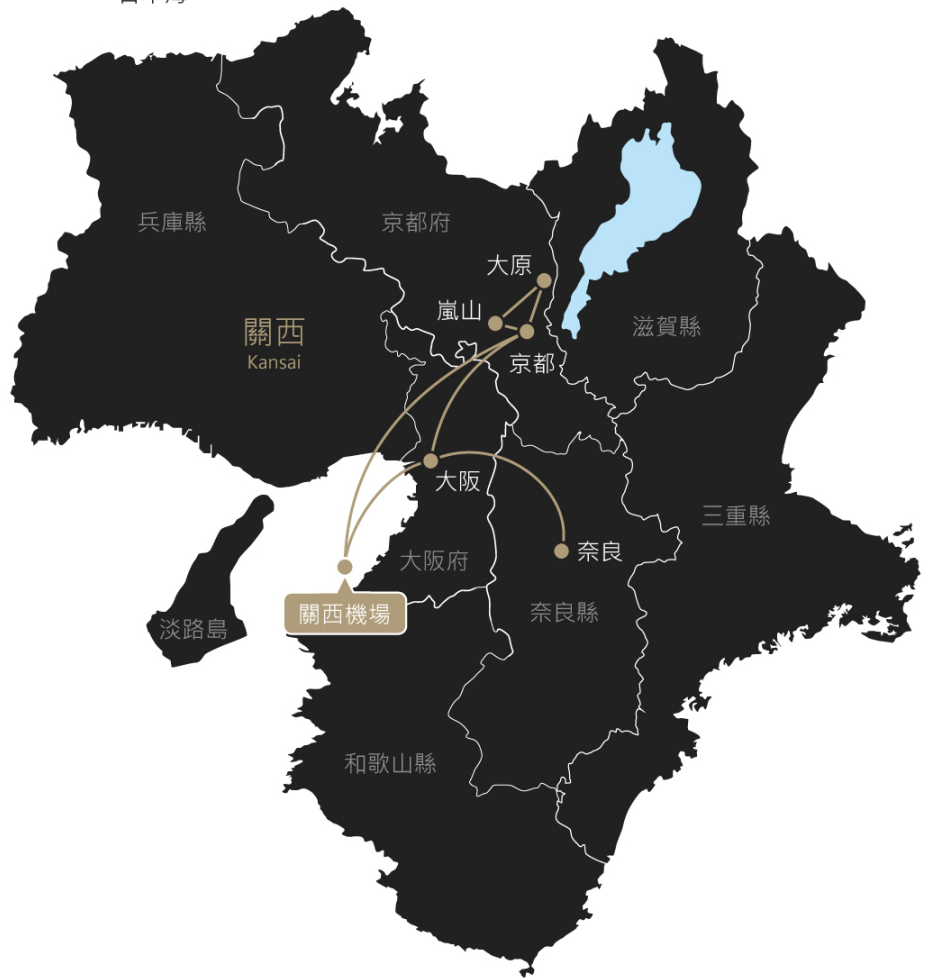 兵庫縣
京都府
大原
嵐山
關西
Kansai
京都
滋賀縣
大阪
三重縣
奈良
大阪府
關西機場
奈良縣
淡路島
和歌山縣